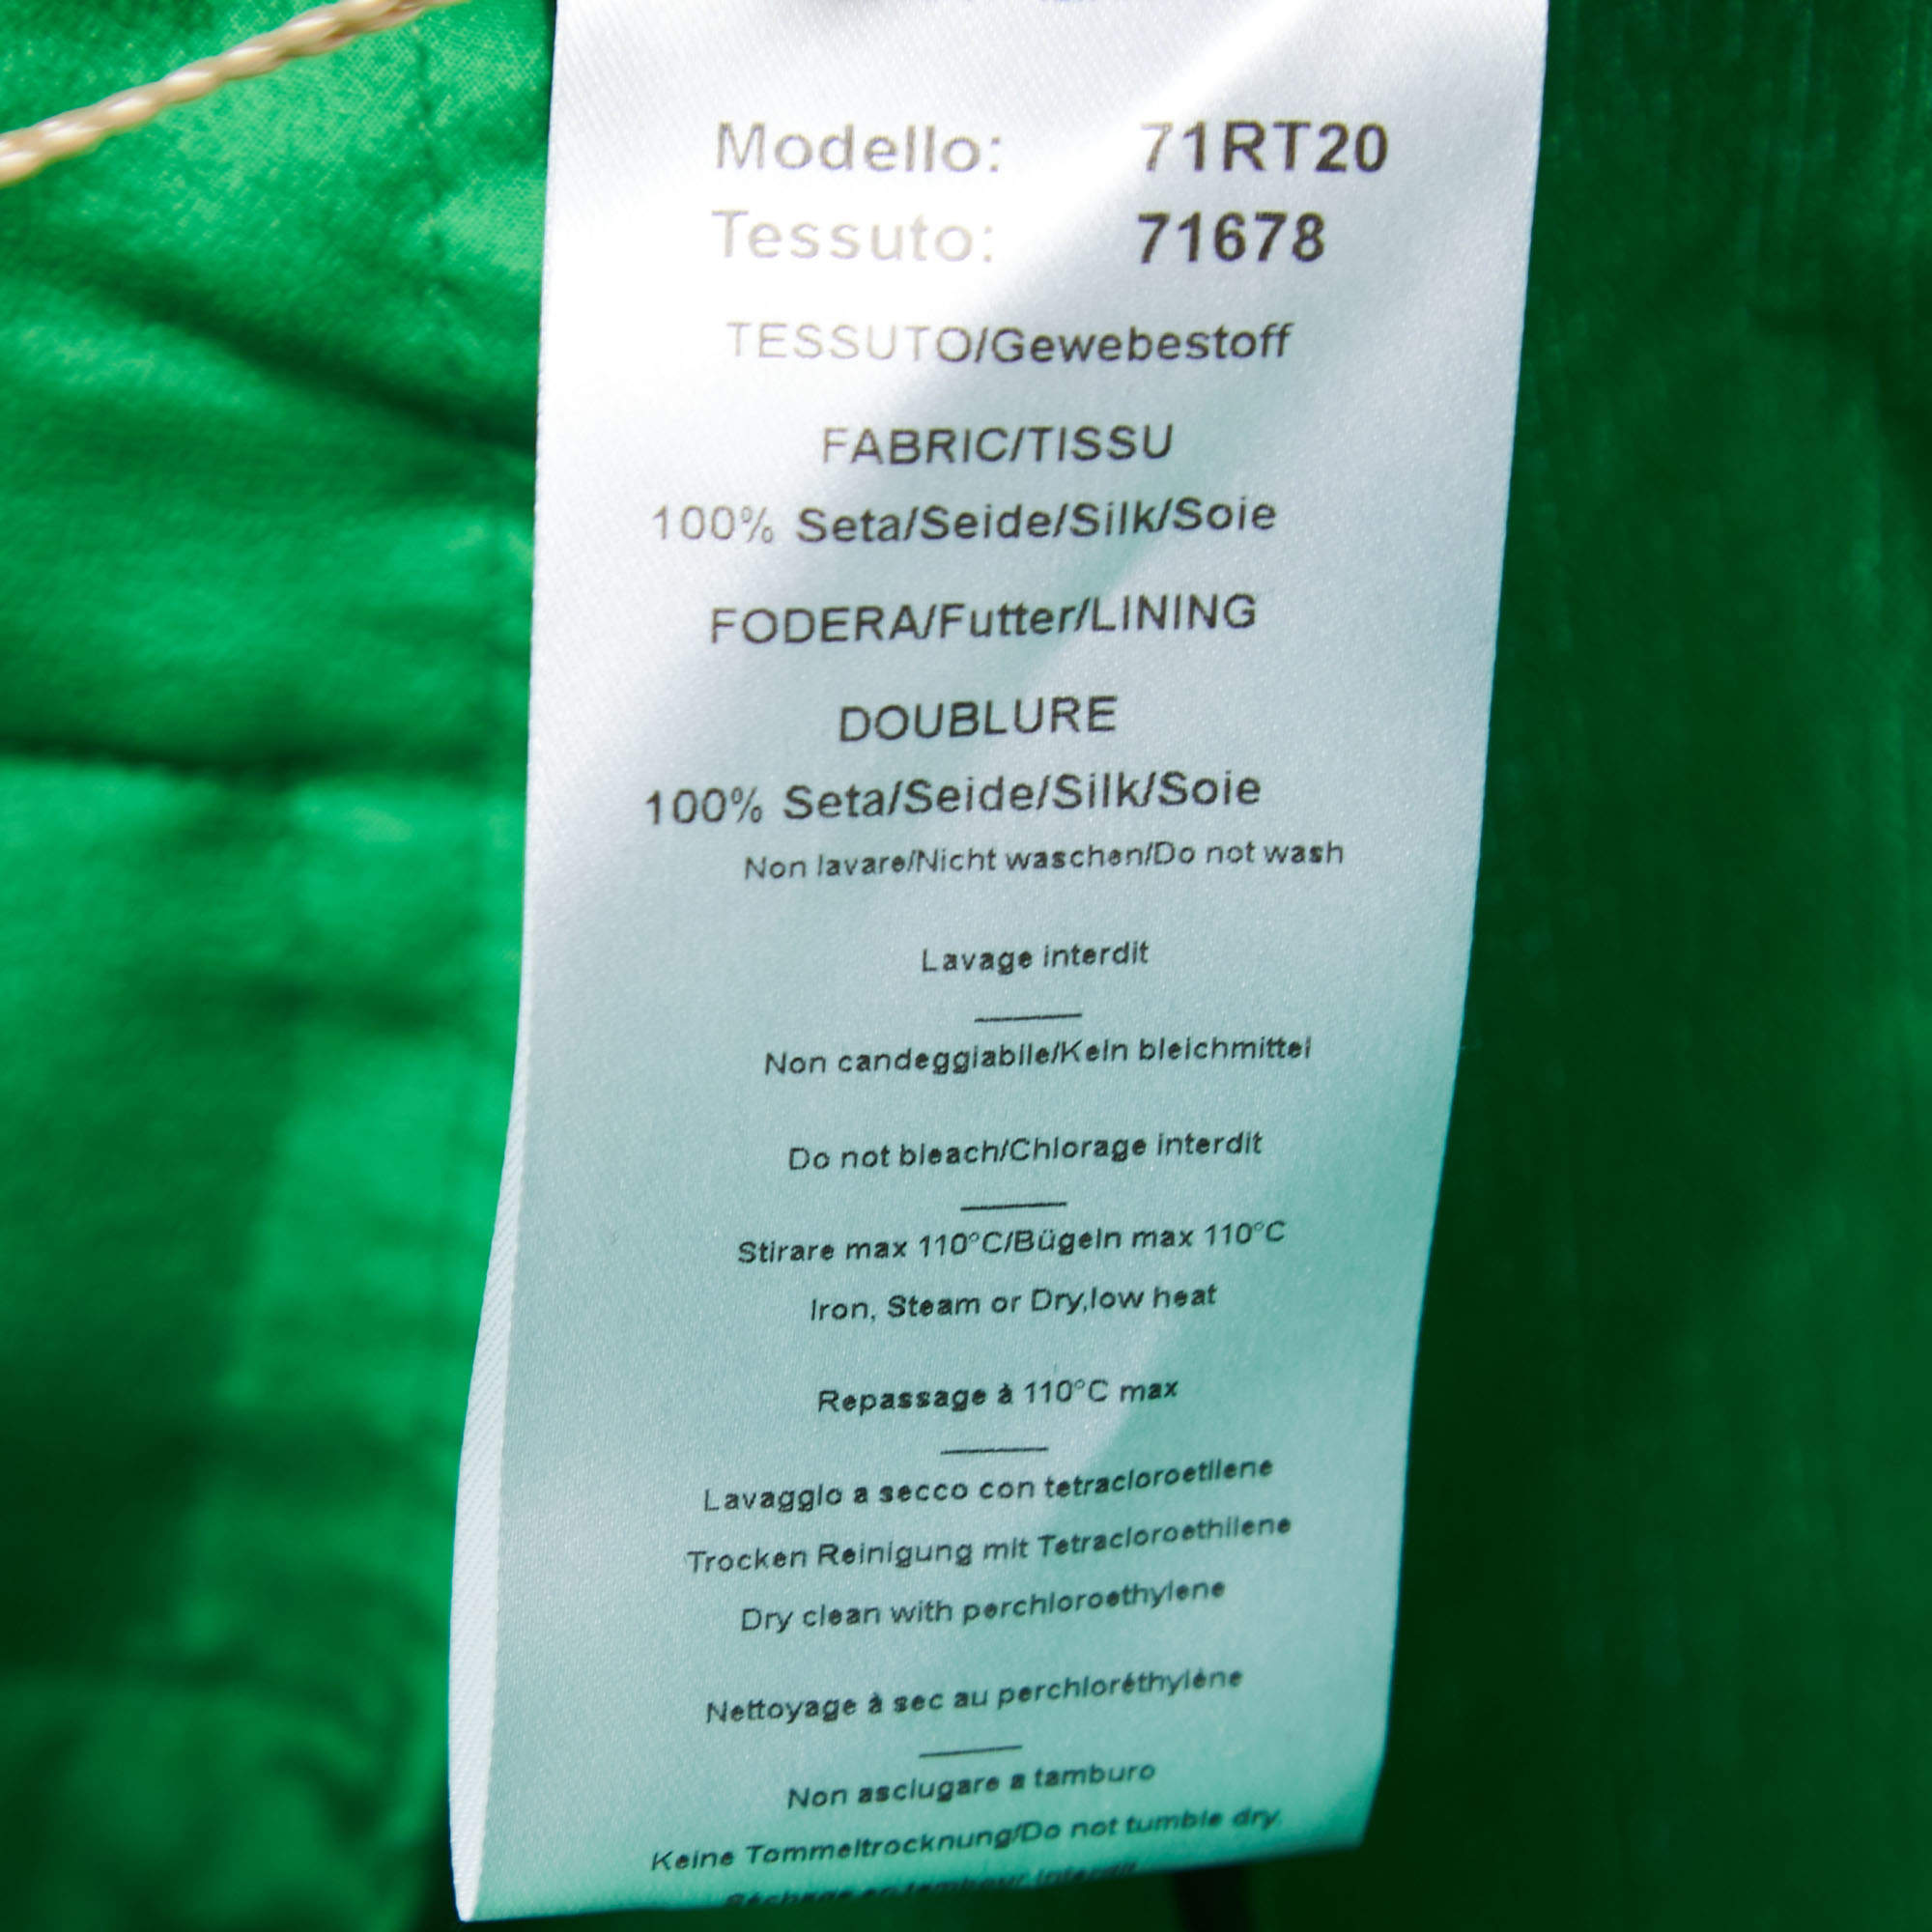 Modello: 71RT20
Tessuto: 71678
TESSUTO/Gewebestoff
FABRIC/TISSU
100% Seta/Seide/Silk/Soie
FODERA/Futter/LINING
DOUBLURE
100% Seta/Seide/Silk/Soie
Non lavare/Nicht waschen/Do not wash
Lavage interdit
Non candeggiabile/Kein bleichmittel
Do not bleach/Chlorage interdit
Stirare max 110°C/Bügeln max 110°C
Iron, Steam or Dry,low heat
Repassage à 110°C max
Lavaggio a secco con tetracloroetilene
Trocken Reinigung mit Tetracloroethilene
Dry clean with perchloroethylene
Nettoyage à sec au perchloréthylène
Non asciugare a tamburo
Keine Tommeltrocknung/Do not tumble dry.
Séchage en tambour interdit